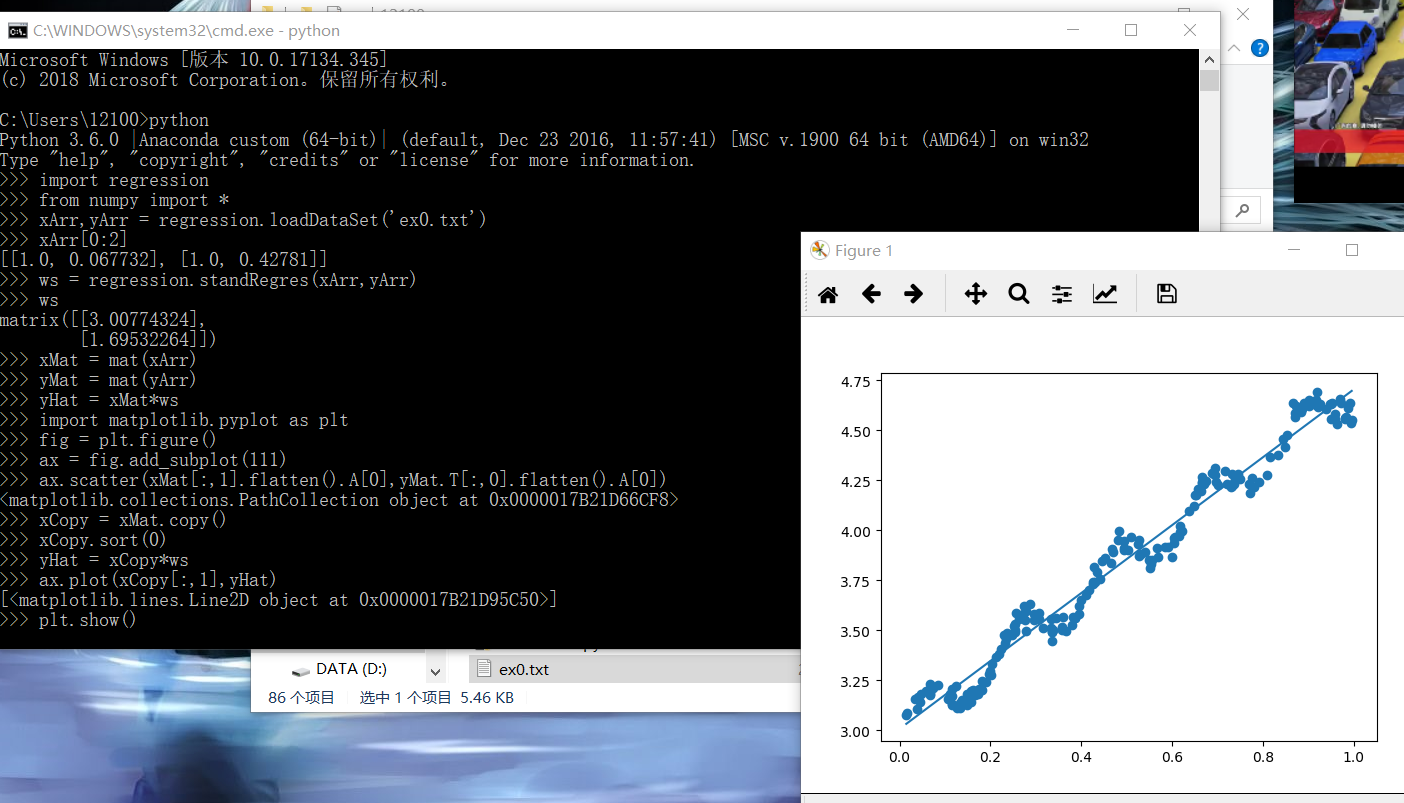 C:\WINDOWS\system32\cmd.exe - python
Microsoft Windows [版本 10.0.17134.345]
(c) 2018 Microsoft Corporation。保留所有权利。
C:\Users\12100>python
Python 3.6.0 |Anaconda custom (64-bit)| (default, Dec 23 2016, 11:57:41) [MSC v.1900 64 bit (AMD64)] on win32
Type "help", "copyright", "credits" or "license" for more information.
>>> import regression
>>> from numpy import *
>>> xArr,yArr = regression.loadDataSet('ex0.txt')
>>> xArr[0:2]
[[1.0, 0.067732], [1.0, 0.42781]]
>>> ws = regression.standRegres(xArr,yArr)
>>> ws
matrix([[3.00774324],
        [1.69532264]])
>>> xMat = mat(xArr)
>>> yMat = mat(yArr)
>>> yHat = xMat*ws
>>> import matplotlib.pyplot as plt
>>> fig = plt.figure()
>>> ax = fig.add_subplot(111)
>>> ax.scatter(xMat[:,1].flatten().A[0],yMat.T[:,0].flatten().A[0])
<matplotlib.collections.PathCollection object at 0x0000017B21D66CF8>
>>> xCopy = xMat.copy()
>>> xCopy.sort(0)
>>> yHat = xCopy*ws
>>> ax.plot(xCopy[:,1],yHat)
[<matplotlib.lines.Line2D object at 0x0000017B21D95C50>]
>>> plt.show()
DATA (D:)
ex0.txt
86 个项目
选中 1 个项目 5.46 KB
Figure 1
4.75
4.50
4.25
4.00
3.75
3.50
3.25
3.00
0.0 0.2 0.4 0.6 0.8 1.0